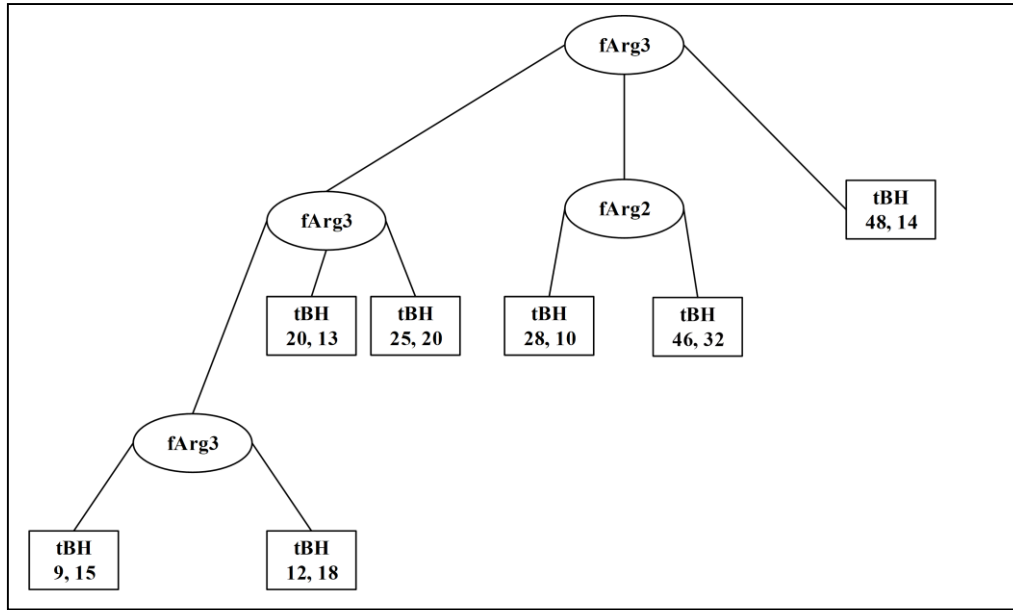 fArg3
fArg3
fArg2
tBH
48, 14
tBH
20, 13
tBH
25, 20
tBH
28, 10
tBH
46, 32
fArg3
tBH
9, 15
tBH
12, 18